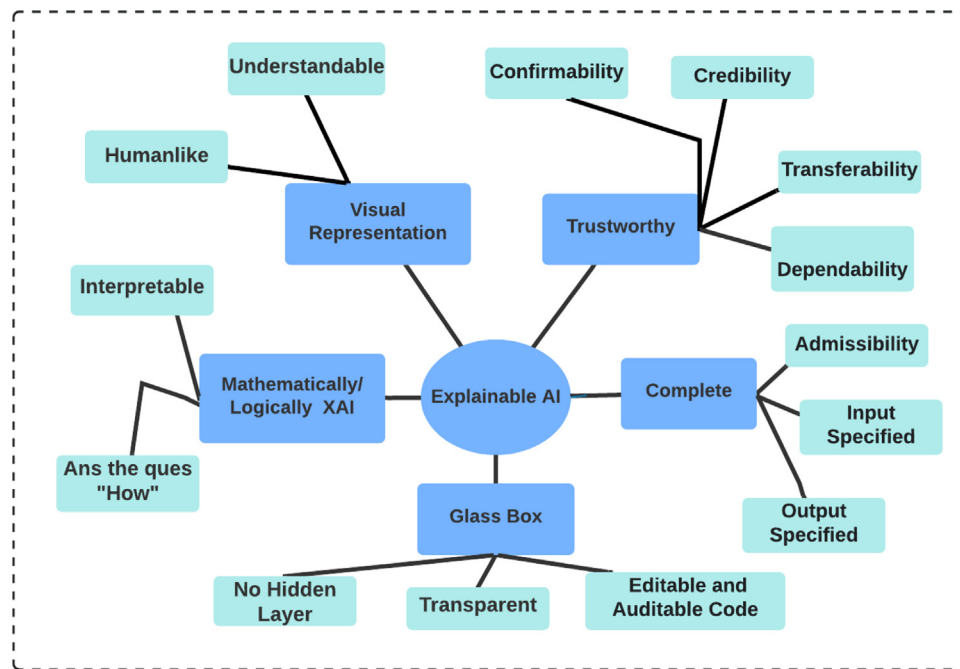 Understandable
Confirmability
Credibility
Humanlike
Transferability
Visual
Representation
Trustworthy
Dependability
Interpretable
Admissibility
Mathematically/
Logically XAI
Explainable AI
Complete
Input
Specified
Ans the ques
"How"
Glass Box
Output
Specified
No Hidden
Layer
Transparent
Editable and
Auditable Code